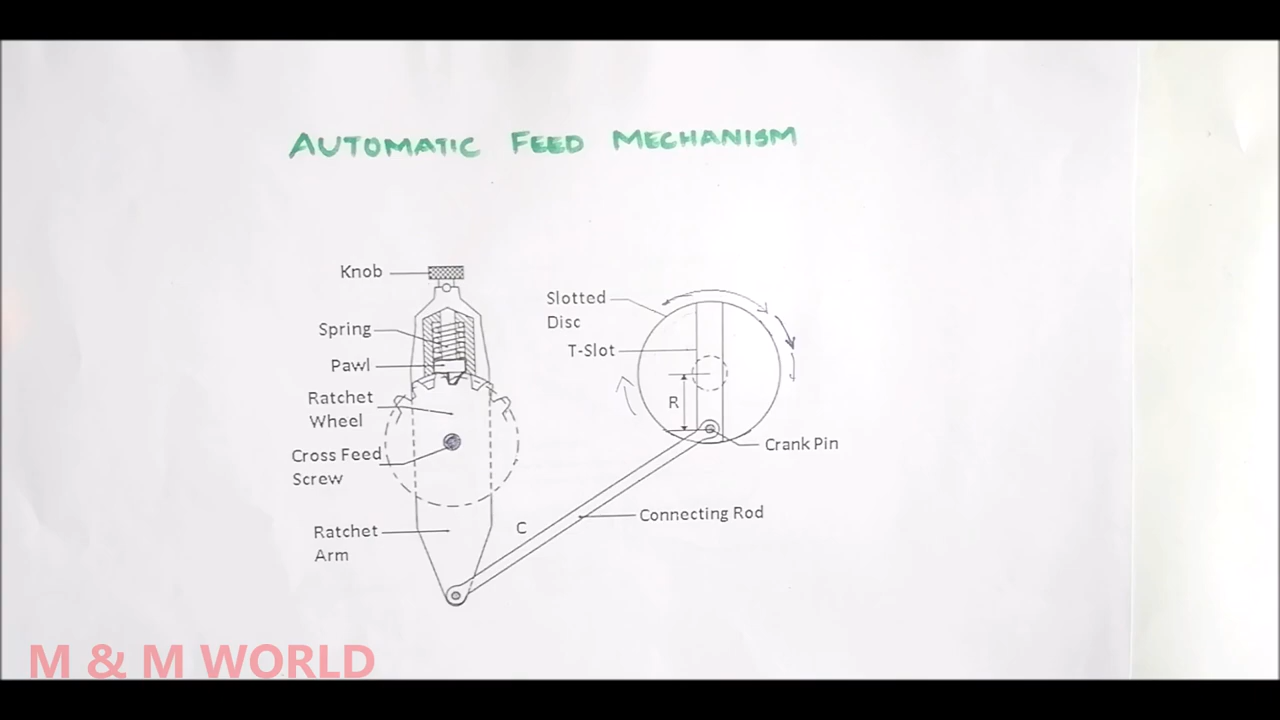 AUTOMATIC FEED MECHANISM
Knob
Spring
Pawl
Ratchet
Wheel
Cross Feed
Screw
Ratchet
Arm
Slotted
Disc
T-Slot
R
Crank Pin
Connecting Rod
C
M & M WORLD